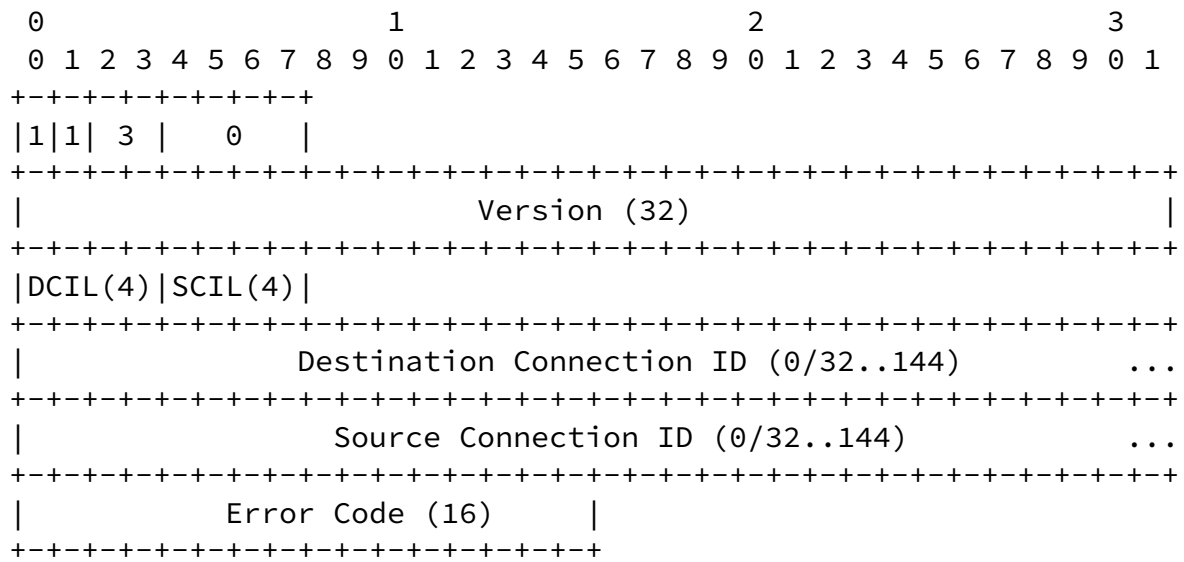 0                   1                   2                   3
 0 1 2 3 4 5 6 7 8 9 0 1 2 3 4 5 6 7 8 9 0 1 2 3 4 5 6 7 8 9 0 1
+-+-+-+-+-+-+-+-+
|1|1| 3 |   0   |
+-+-+-+-+-+-+-+-+-+-+-+-+-+-+-+-+-+-+-+-+-+-+-+-+-+-+-+-+-+-+-+-+
|                         Version (32)                          |
+-+-+-+-+-+-+-+-+-+-+-+-+-+-+-+-+-+-+-+-+-+-+-+-+-+-+-+-+-+-+-+-+
|DCIL(4)|SCIL(4)|
+-+-+-+-+-+-+-+-+-+-+-+-+-+-+-+-+-+-+-+-+-+-+-+-+-+-+-+-+-+-+-+-+
|               Destination Connection ID (0/32..144)         ...
+-+-+-+-+-+-+-+-+-+-+-+-+-+-+-+-+-+-+-+-+-+-+-+-+-+-+-+-+-+-+-+-+
|                 Source Connection ID (0/32..144)            ...
+-+-+-+-+-+-+-+-+-+-+-+-+-+-+-+-+-+-+-+-+-+-+-+-+-+-+-+-+-+-+-+-+
|           Error Code (16)     |
+-+-+-+-+-+-+-+-+-+-+-+-+-+-+-+-+